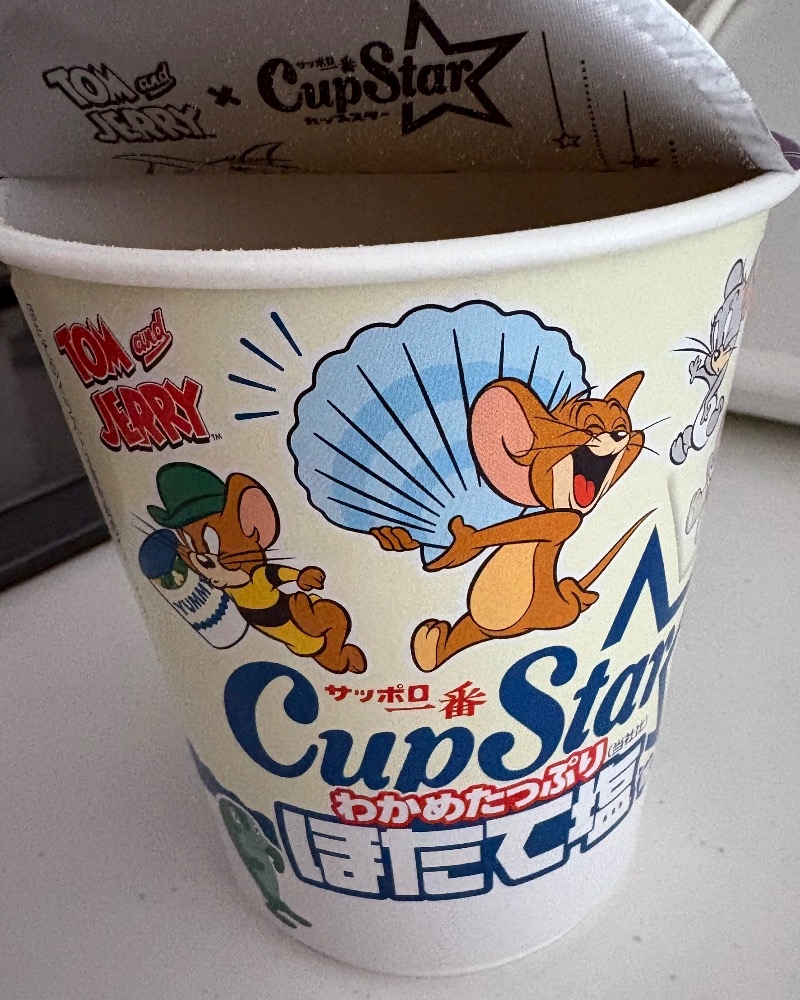 TOM and
JERRY
×
サッポロ一番
CupStar
カップスター
TOM and
JERRY™
YUMMY
サッポロ一番
CupStar
(当社比)
わかめたっぷり
ほたて塩